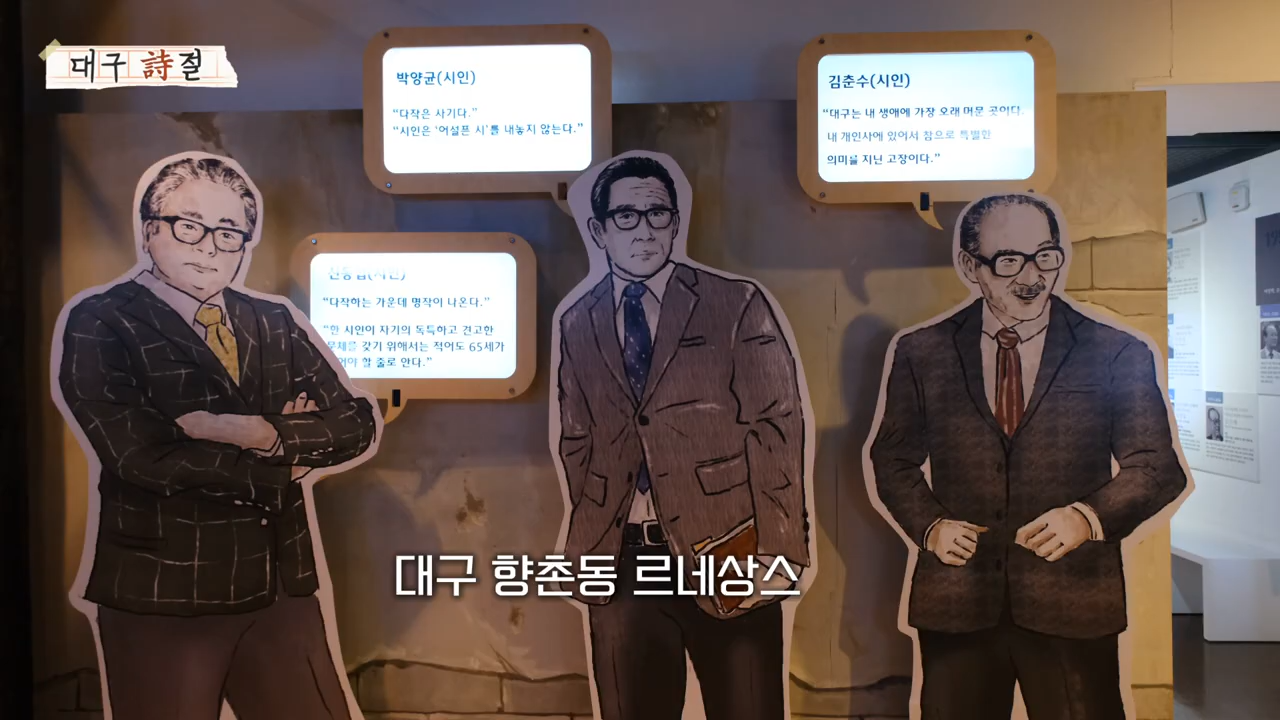 대구 詩절
박양균(시인)
“다작은 사기다.”
“시인은 ‘어설픈 시’를 내놓지 않는다.”
김춘수(시인)
“대구는 내 생애에 가장 오래 머문 곳이다.
내 개인사에 있어서 참으로 특별한
의미를 지닌 고장이다.”
“다작하는 가운데 명작이 나온다.”
“한 시인이 자기의 독특하고 견고한
문체를 갖기 위해서는 적어도 65세가
할 줄로 안다.”
대구 향촌동 르네상스